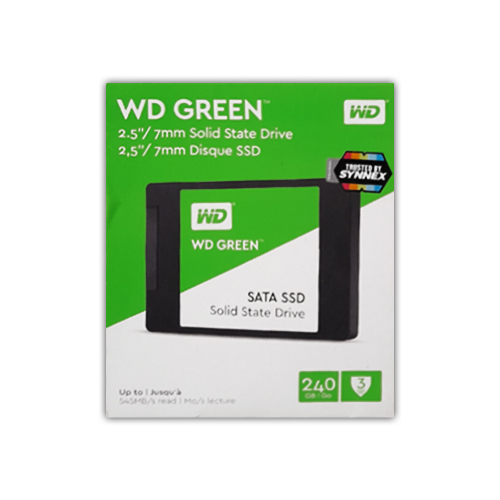 WD GREEN™
2.5"/ 7mm Solid State Drive
2,5"/ 7mm Disque SSD
WD
TRUSTED BY
SYNNEX
WD
WD GREEN™
SATA SSD
Solid State Drive
Up to | Jusqu'à
545MB/s read | Mo/s lecture
240
GB • Go
3